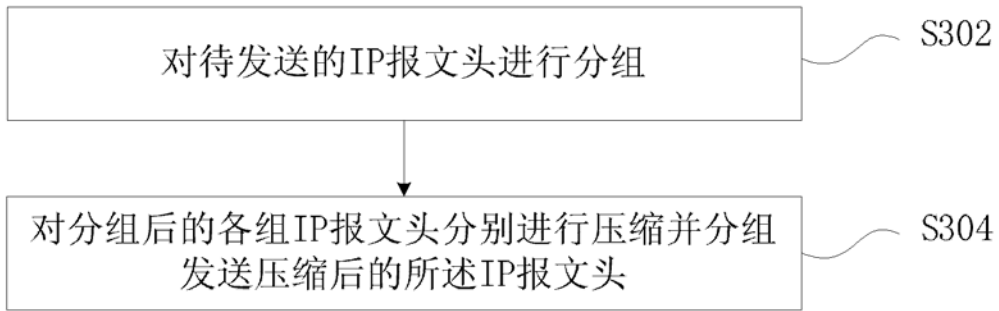 对待发送的IP报文头进行分组
S302
对分组后的各组IP报文头分别进行压缩并分组
发送压缩后的所述IP报文头
S304